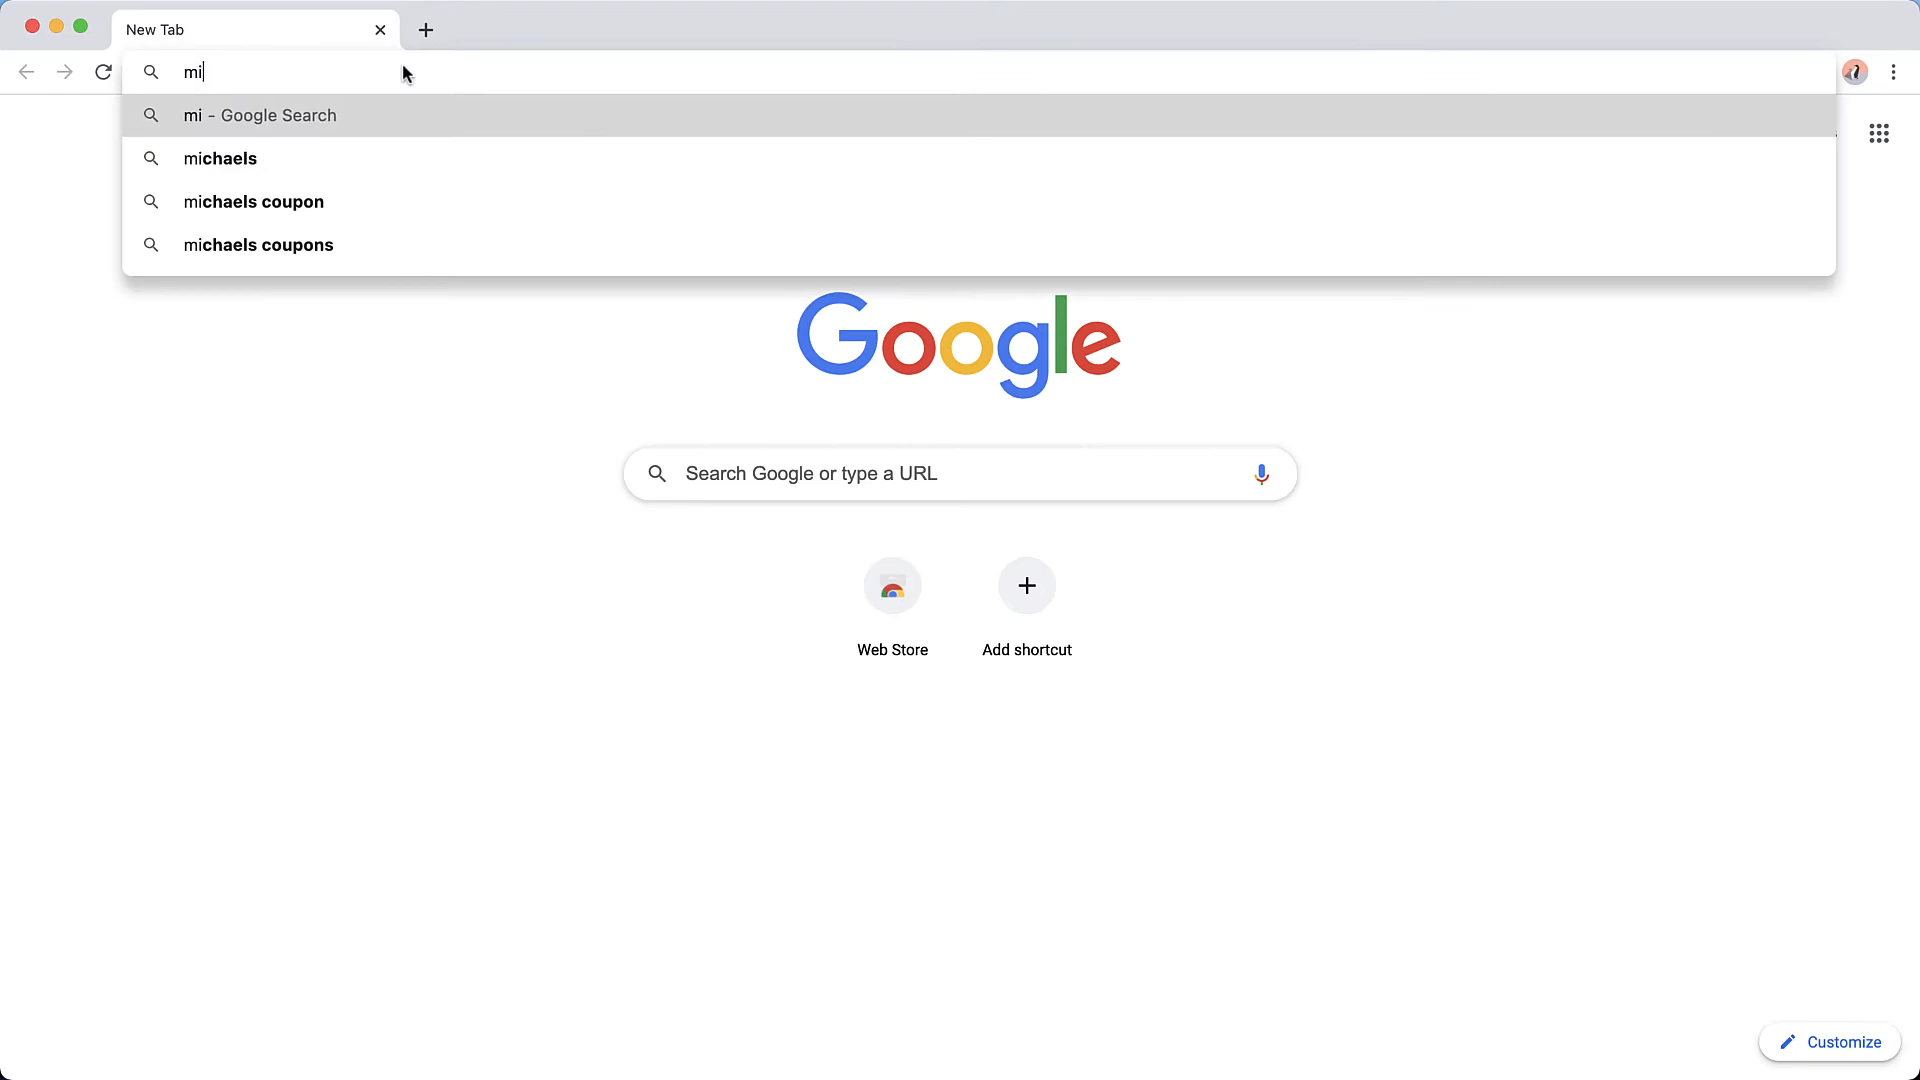 New Tab
mi
mi - Google Search
michaels
michaels coupon
michaels coupons
Google
Search Google or type a URL
Web Store
Add shortcut
Customize